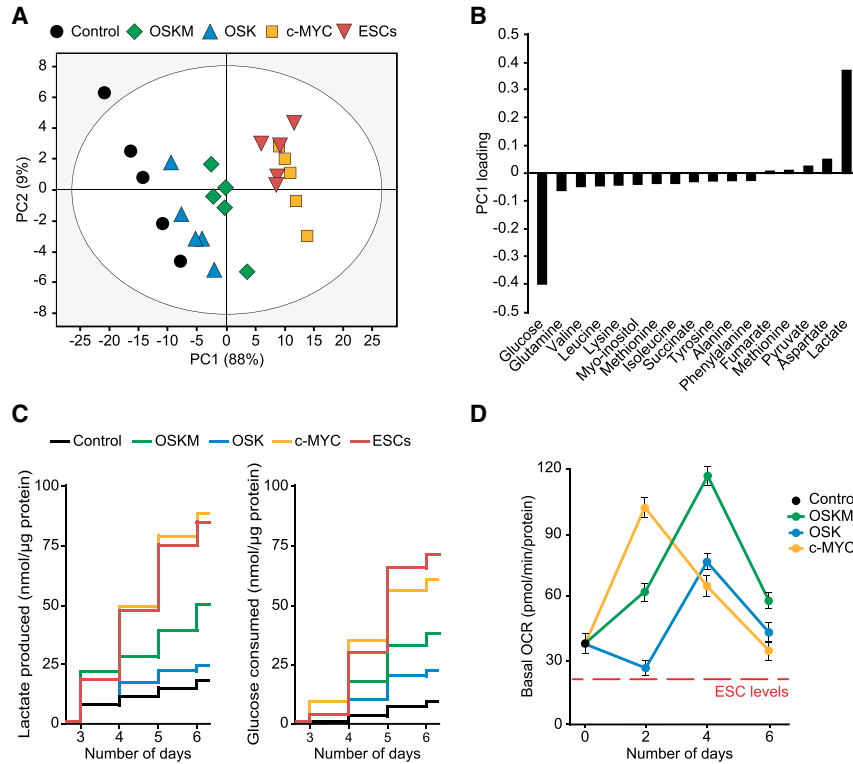 A
Control OSKM OSK c-MYC ESCs
PC2 (9%)
8
6
4
2
0
-2
-4
-6
-8
-25 -20 -15 -10 -5 0 5 10 15 20 25
PC1 (88%)
B
PC1 loading
0.5
0.4
0.3
0.2
0.1
0
-0.1
-0.2
-0.3
-0.4
-0.5
Glucose
Glutamine
Valine
Leucine
Lysine
Myo-inositol
Methionine
Isoleucine
Succinate
Tyrosine
Alanine
Phenylalanine
Fumarate
Methionine
Pyruvate
Aspartate
Lactate
C
Control OSKM OSK c-MYC ESCs
Lactate produced (nmol/µg protein)
100
75
50
25
0
3 4 5 6
Number of days
Glucose consumed (nmol/µg protein)
100
75
50
25
0
3 4 5 6
Number of days
D
Basal OCR (pmol/min/protein)
120
90
60
30
0
0 2 4 6
Number of days
Contro
OSKM
OSK
c-MYC
ESC levels